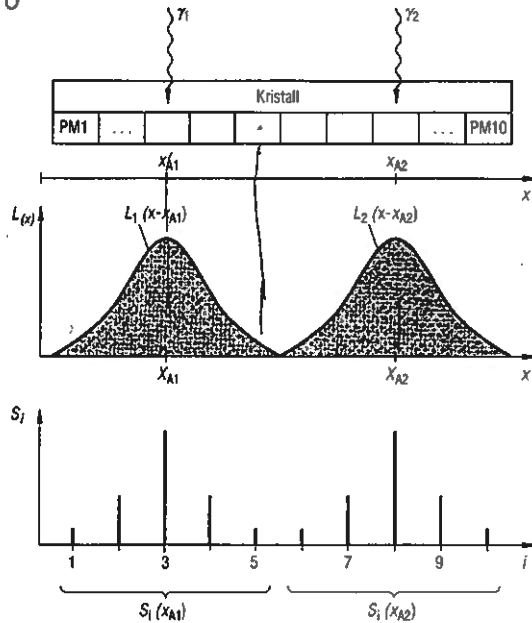 γ1 γ2
Kristall
PM1 ... ... PM10
xA1 xA2
x
L(x) L1 (x-xA1) L2 (x-xA2)
xA1 xA2 x
Si
1 3 5 7 9 i
Si (xA1) Si (xA2)